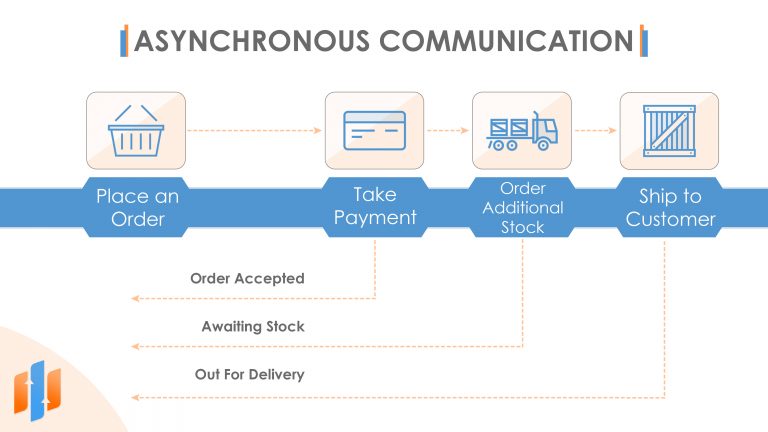 ASYNCHRONOUS COMMUNICATION
Place an
Order
Take
Payment
Order
Additional
Stock
Ship to
Customer
Order Accepted
Awaiting Stock
Out For Delivery